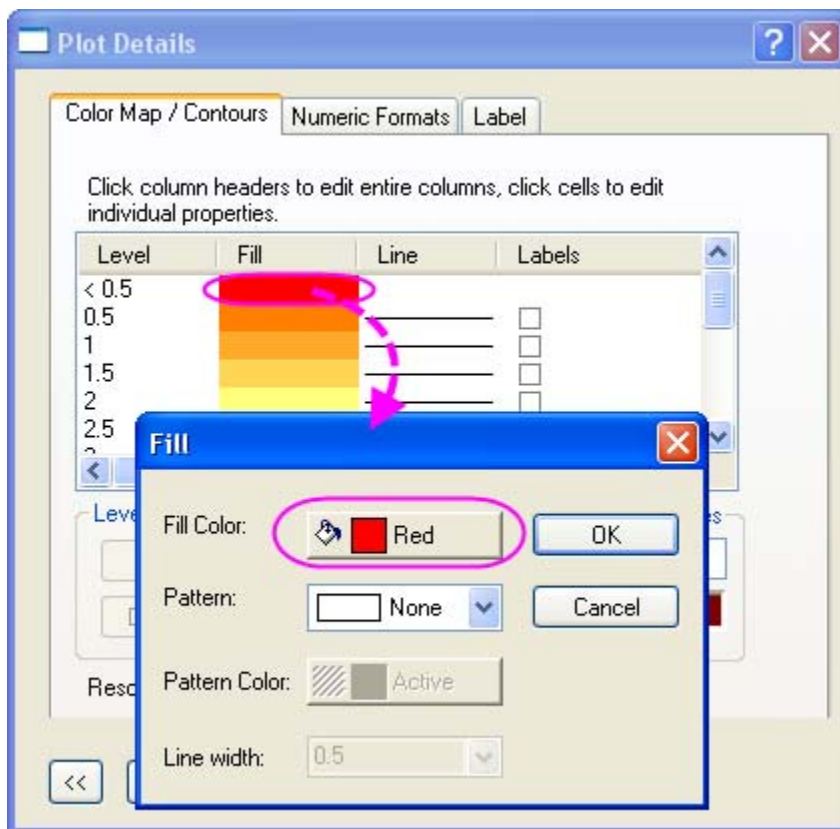 Plot Details
Color Map / Contours Numeric Formats Label
Click column headers to edit entire columns, click cells to edit
individual properties.
Level Fill Line Labels
< 0.5
0.5
1
1.5
2
2.5
Fill
Fill Color: Red OK
Pattern: None Cancel
Pattern Color: Active
Line width: 0.5
<<